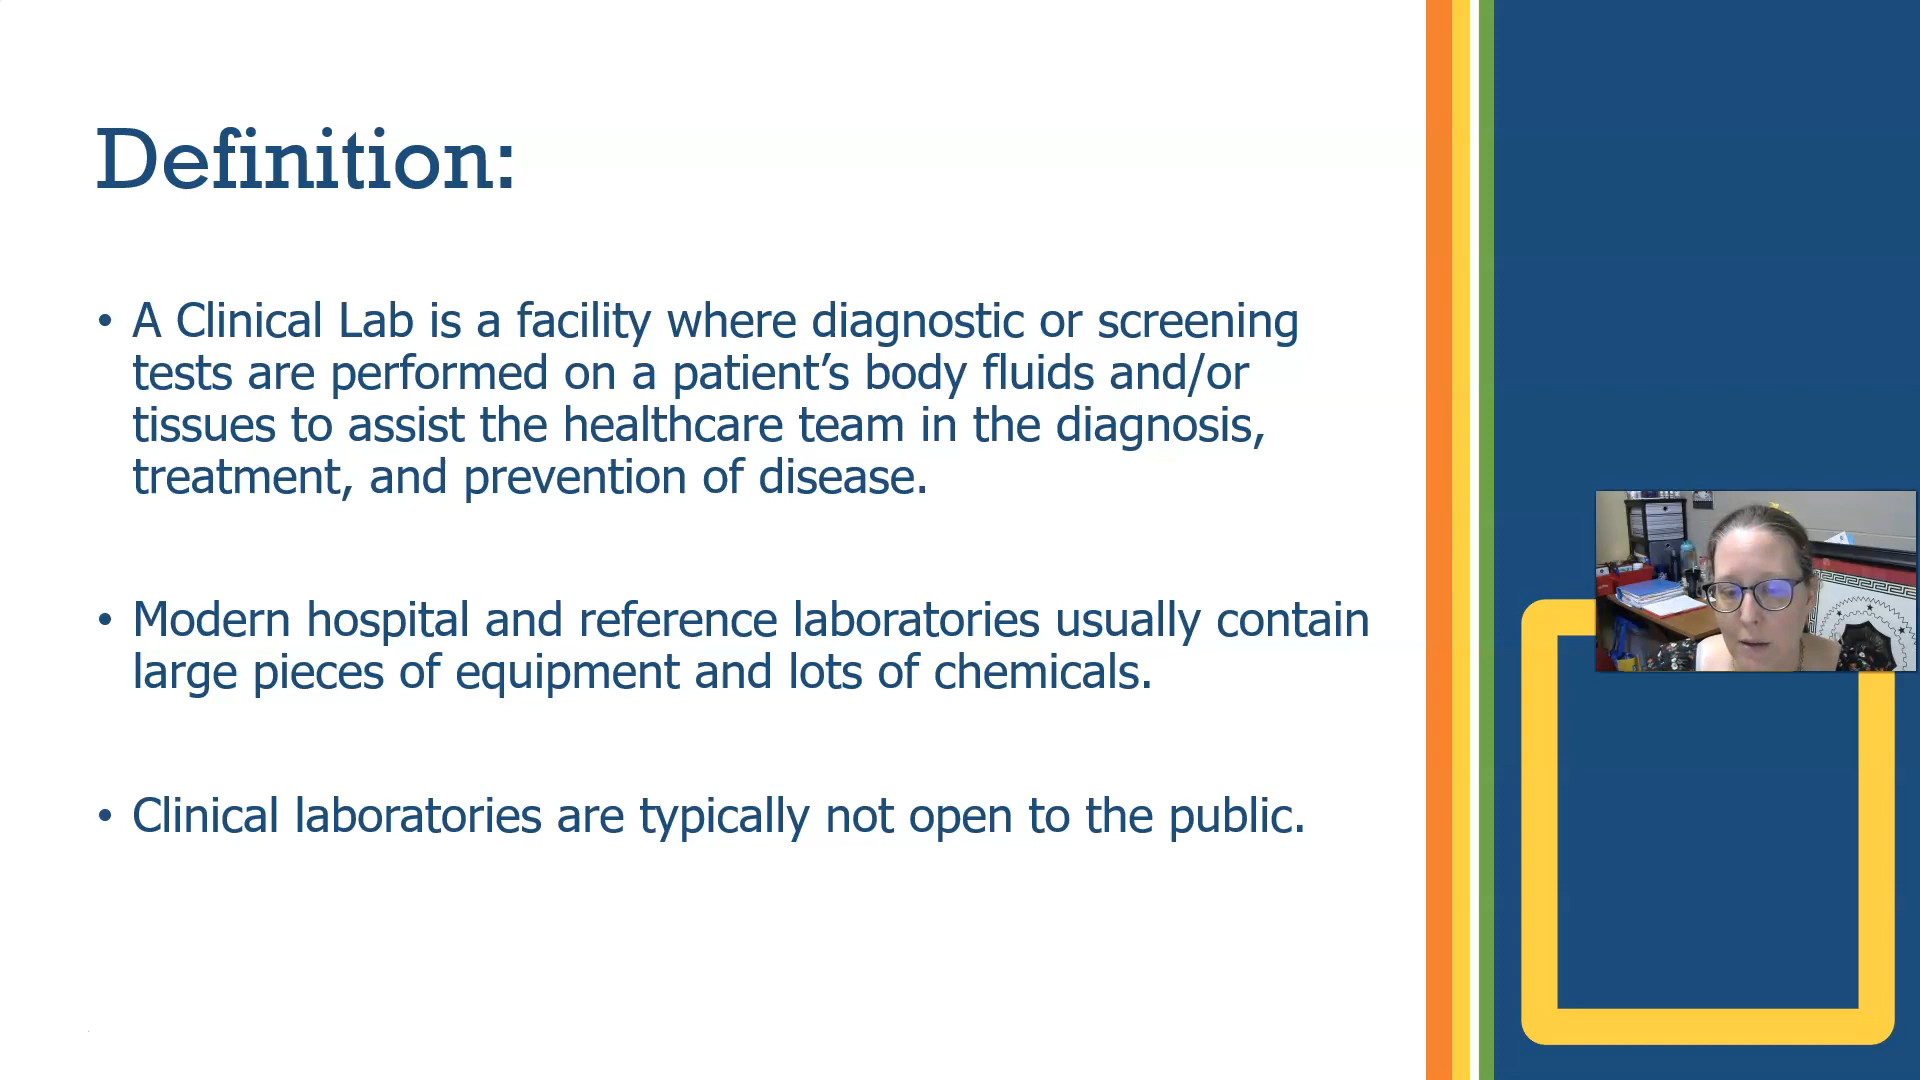 Definition:
• A Clinical Lab is a facility where diagnostic or screening
tests are performed on a patient’s body fluids and/or
tissues to assist the healthcare team in the diagnosis,
treatment, and prevention of disease.
• Modern hospital and reference laboratories usually contain
large pieces of equipment and lots of chemicals.
• Clinical laboratories are typically not open to the public.